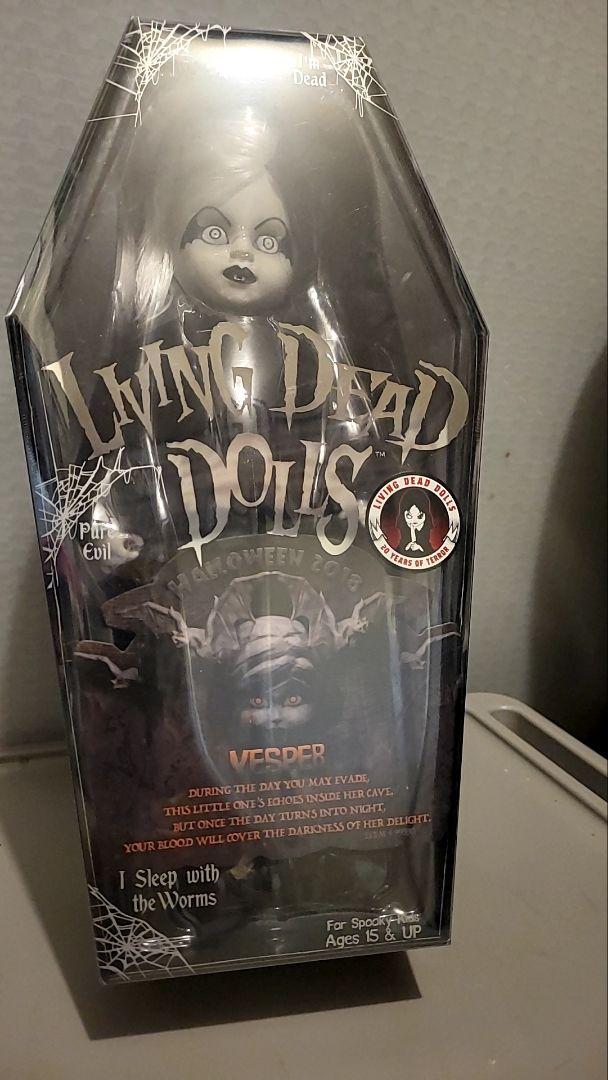 I'm
Dead
LIVING DEAD
DOLLS™
LIVING DEAD DOLLS
20 YEARS OF TERROR
Pure
Evil
HALLOWEEN 2018
VESPER
DURING THE DAY YOU MAY EVADE,
THIS LITTLE ONE'S ECHOES INSIDE HER CAVE,
BUT ONCE THE DAY TURNS INTO NIGHT,
YOUR BLOOD WILL COVER THE DARKNESS OF HER DELIGHT.
I Sleep with
the Worms
For Spooky Kids
Ages 15 & UP